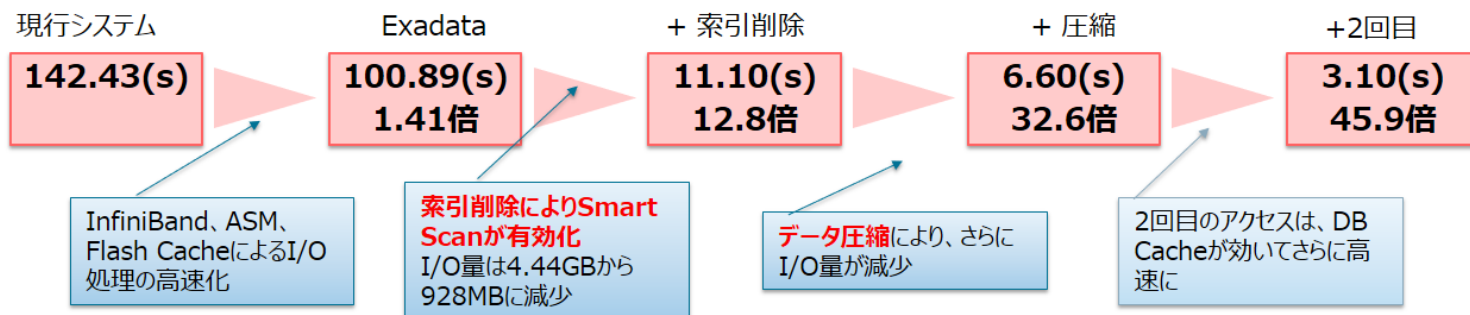 現行システム
Exadata
+ 索引削除
+ 圧縮
+2回目
142.43(s)
100.89(s)
1.41倍
11.10(s)
12.8倍
6.60(s)
32.6倍
3.10(s)
45.9倍
InfiniBand、ASM、
Flash CacheによるI/O
処理の高速化
索引削除によりSmart
Scanが有効化
I/O量は4.44GBから
928MBに減少
データ圧縮により、さらに
I/O量が減少
2回目のアクセスは、DB
Cacheが効いてさらに高
速に